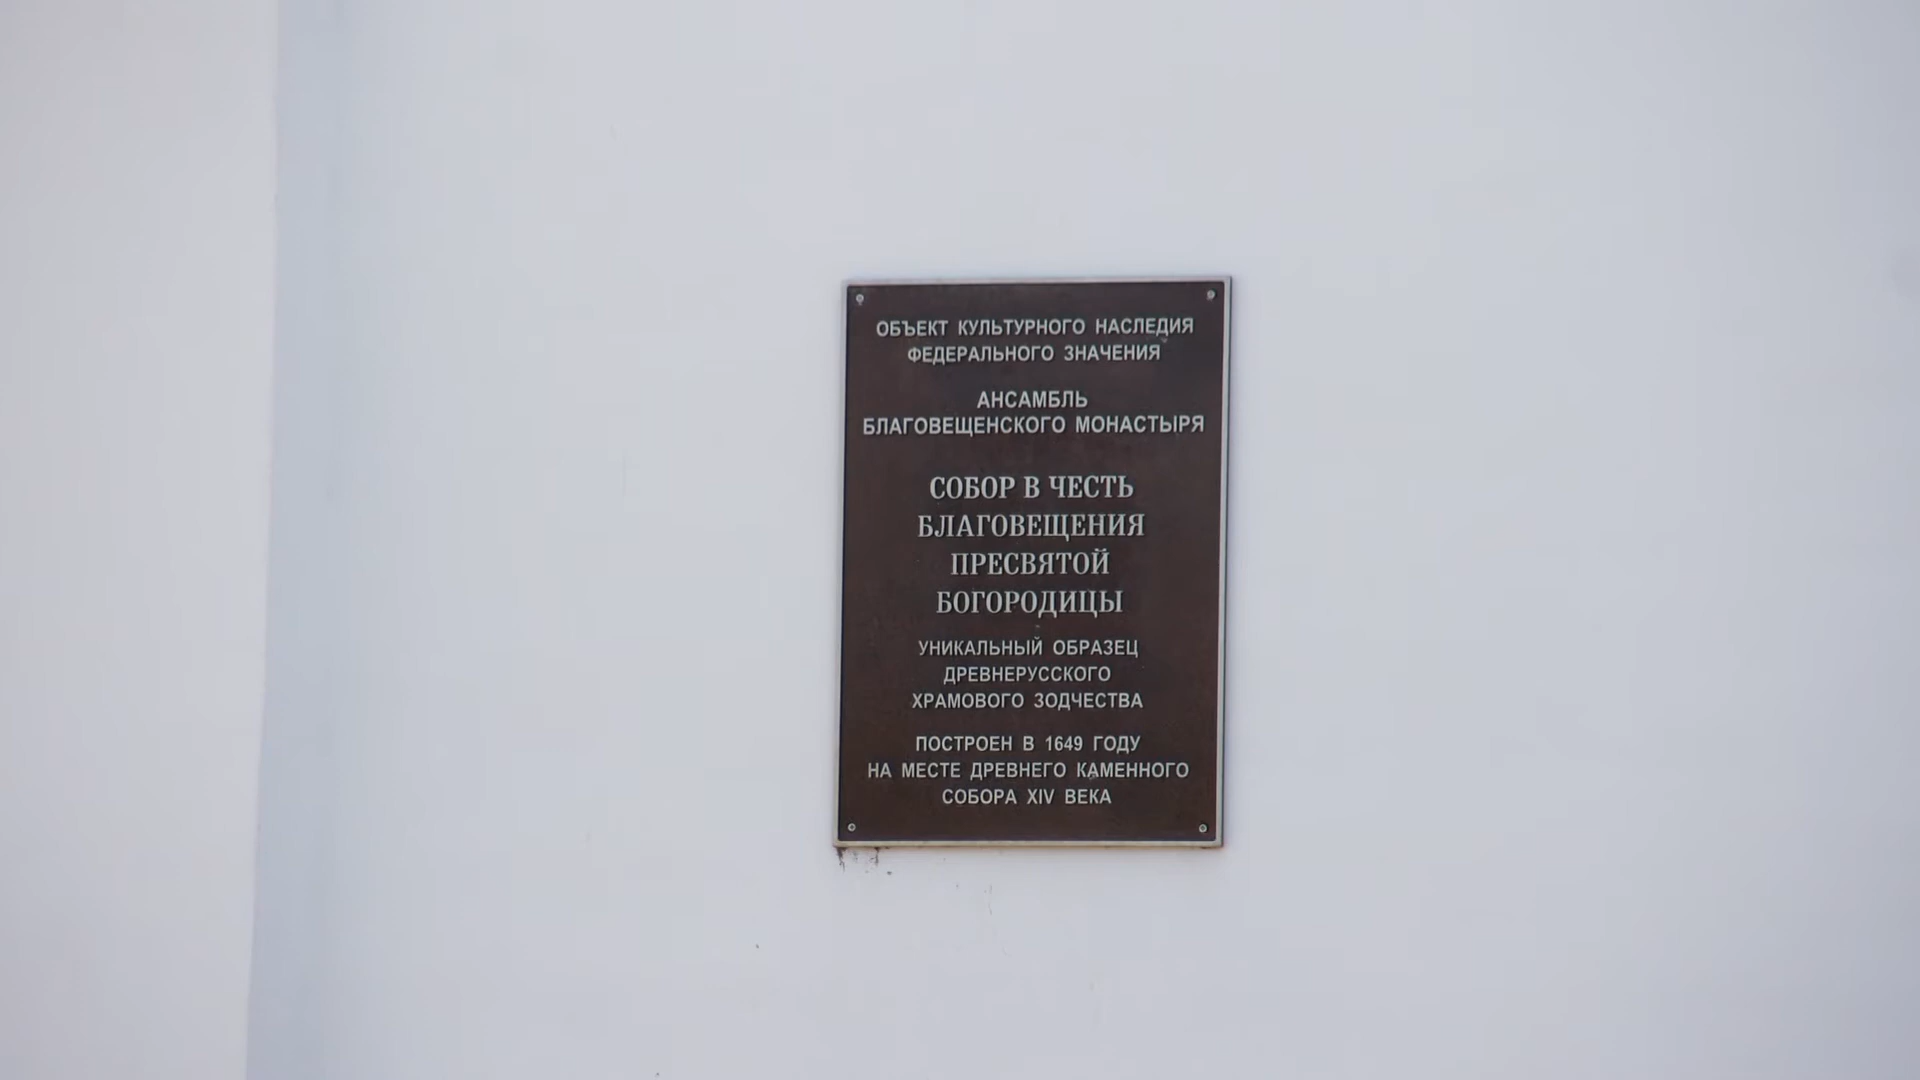 ОБЪЕКТ КУЛЬТУРНОГО НАСЛЕДИЯ
ФЕДЕРАЛЬНОГО ЗНАЧЕНИЯ
АНСАМБЛЬ
БЛАГОВЕЩЕНСКОГО МОНАСТЫРЯ
СОБОР В ЧЕСТЬ
БЛАГОВЕЩЕНИЯ
ПРЕСВЯТОЙ
БОГОРОДИЦЫ
УНИКАЛЬНЫЙ ОБРАЗЕЦ
ДРЕВНЕРУССКОГО
ХРАМОВОГО ЗОДЧЕСТВА
ПОСТРОЕН В 1649 ГОДУ
НА МЕСТЕ ДРЕВНЕГО КАМЕННОГО
СОБОРА XIV ВЕКА